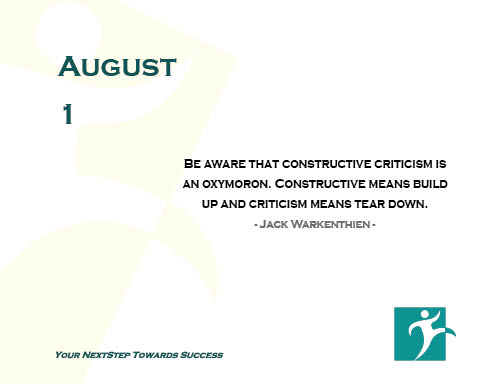 August
1
Be aware that constructive criticism is
an oxymoron. Constructive means build
up and criticism means tear down.
- Jack Warkenthien -
Your NextStep Towards Success